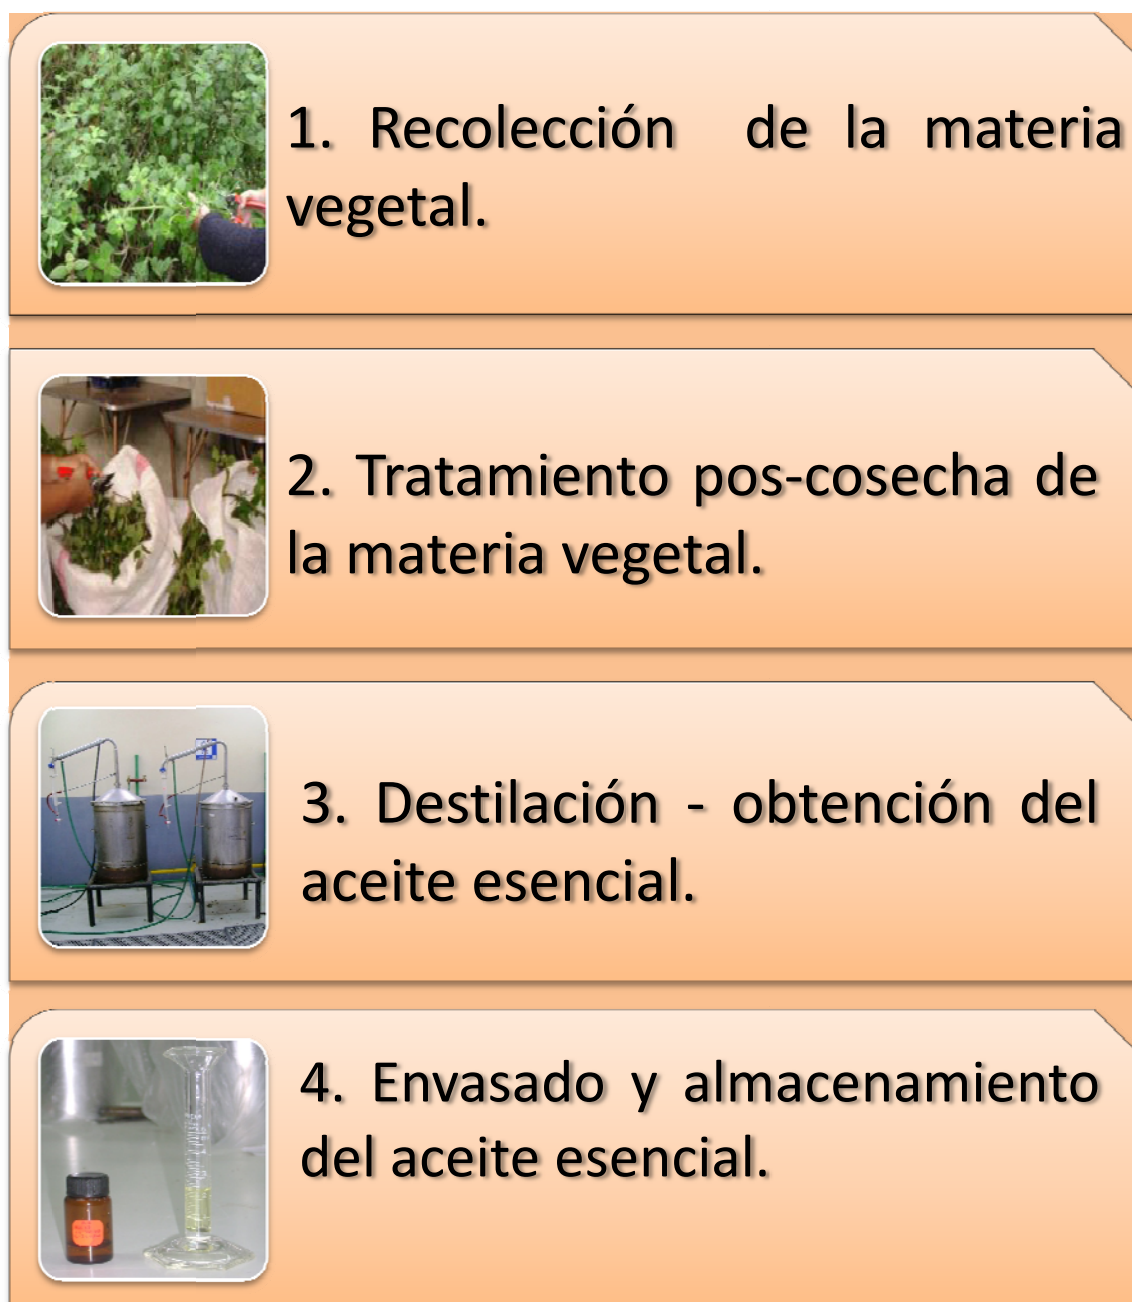 1. Recolección de la materia
vegetal.
2. Tratamiento pos-cosecha de
la materia vegetal.
3. Destilación - obtención del
aceite esencial.
4. Envasado y almacenamiento
del aceite esencial.